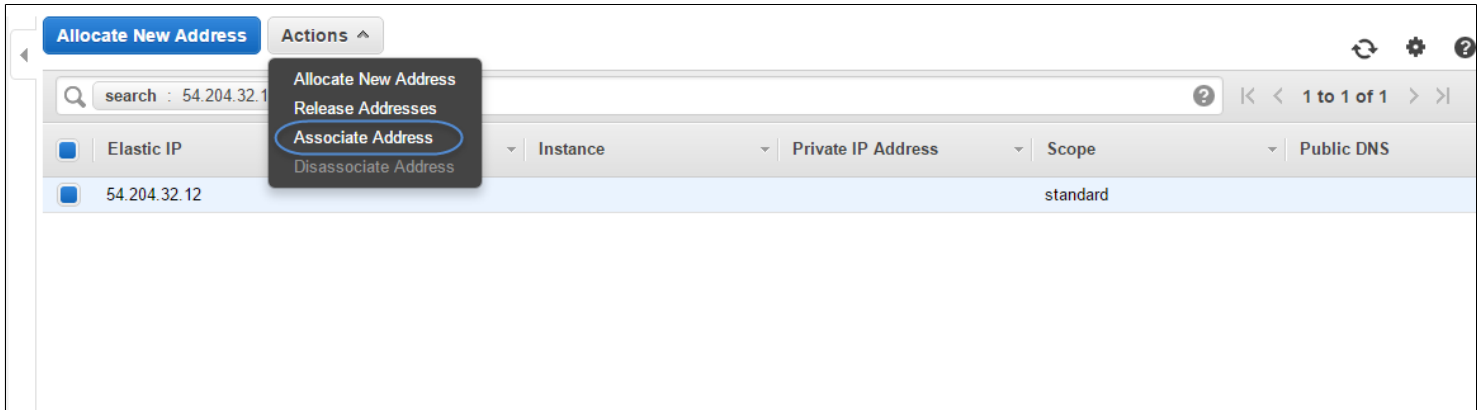 Allocate New Address Actions
Allocate New Address
Release Addresses
Associate Address
Disassociate Address
search : 54.204.32.1 1 to 1 of 1
Elastic IP Instance Private IP Address Scope Public DNS
54.204.32.12 standard